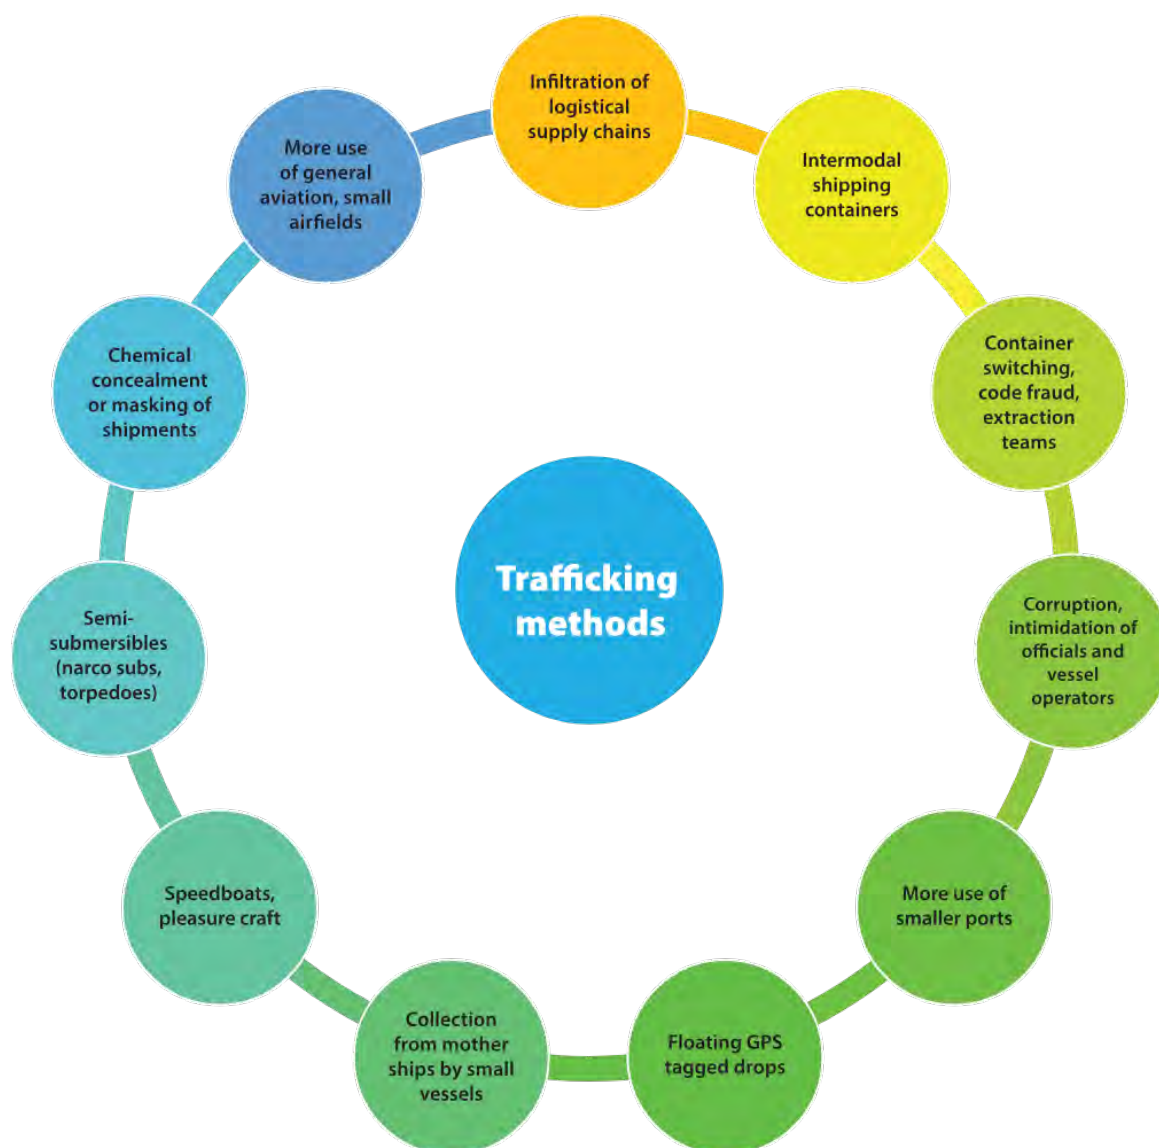 Infiltration of
logistical
supply chains
Intermodal
shipping
containers
Container
switching,
code fraud,
extraction
teams
Corruption,
intimidation of
officials and
vessel
operators
More use of
smaller ports
Floating GPS
tagged drops
Collection
from mother
ships by small
vessels
Speedboats,
pleasure craft
Semi-
submersibles
(narco subs,
torpedoes)
Chemical
concealment
or masking of
shipments
More use
of general
aviation, small
airfields
Trafficking
methods